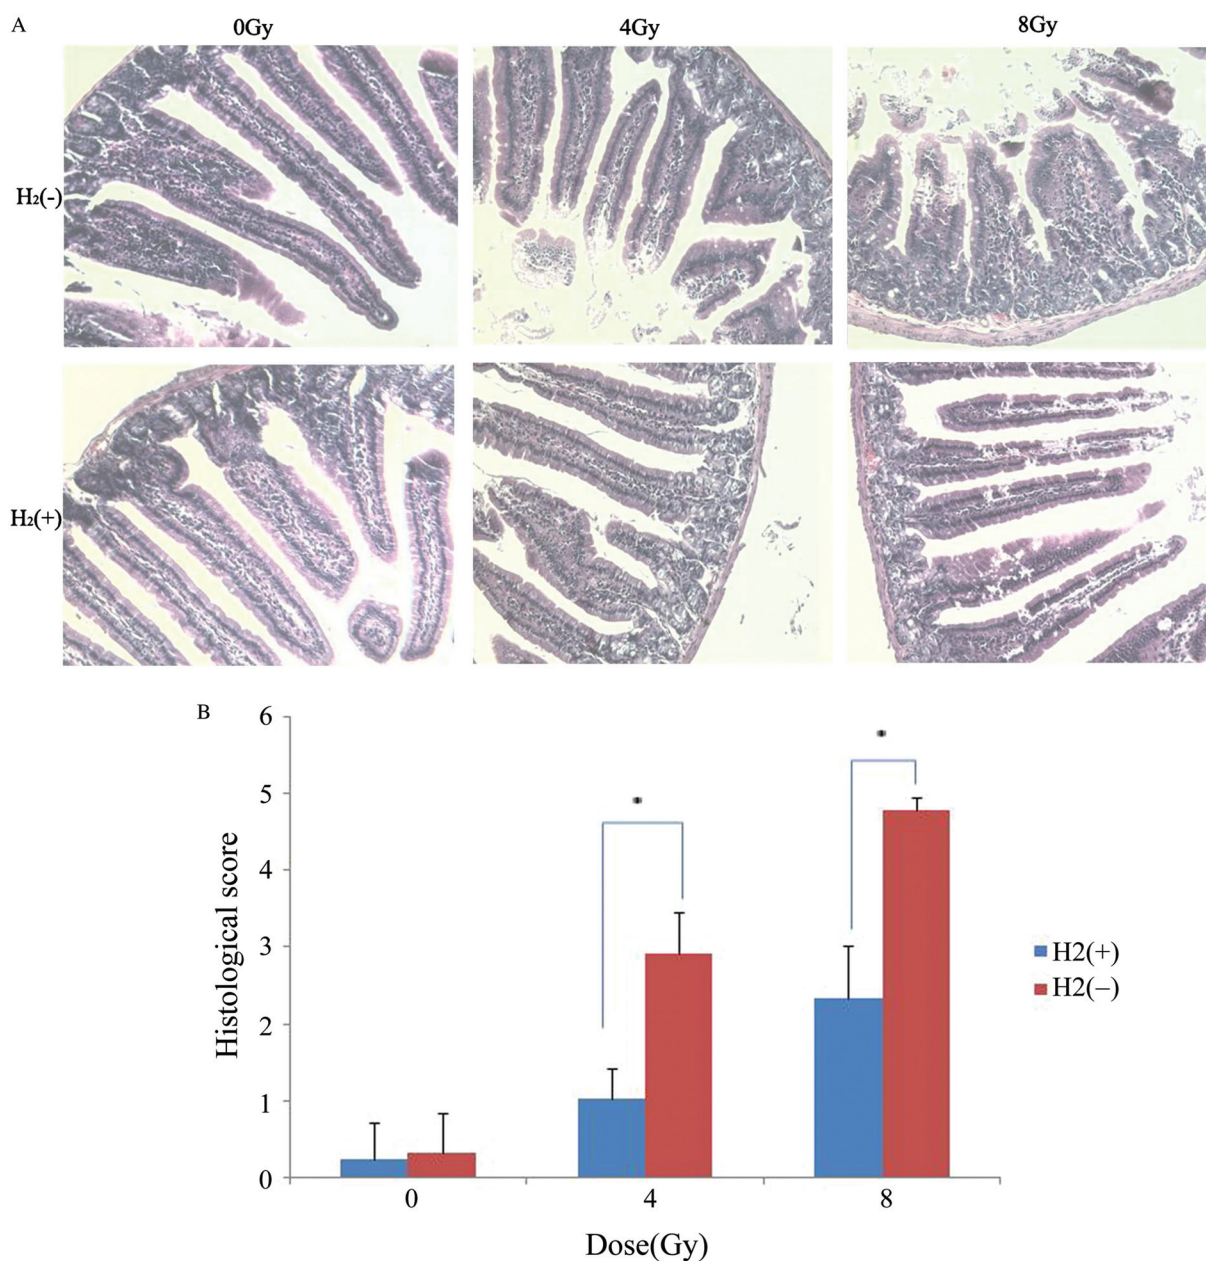 A
0Gy
4Gy
8Gy
H₂(-)
H₂(+)
B
6
5
4
3
2
1
0
Histological score
*
*
0
4
8
Dose(Gy)
H2(+)
H2(−)